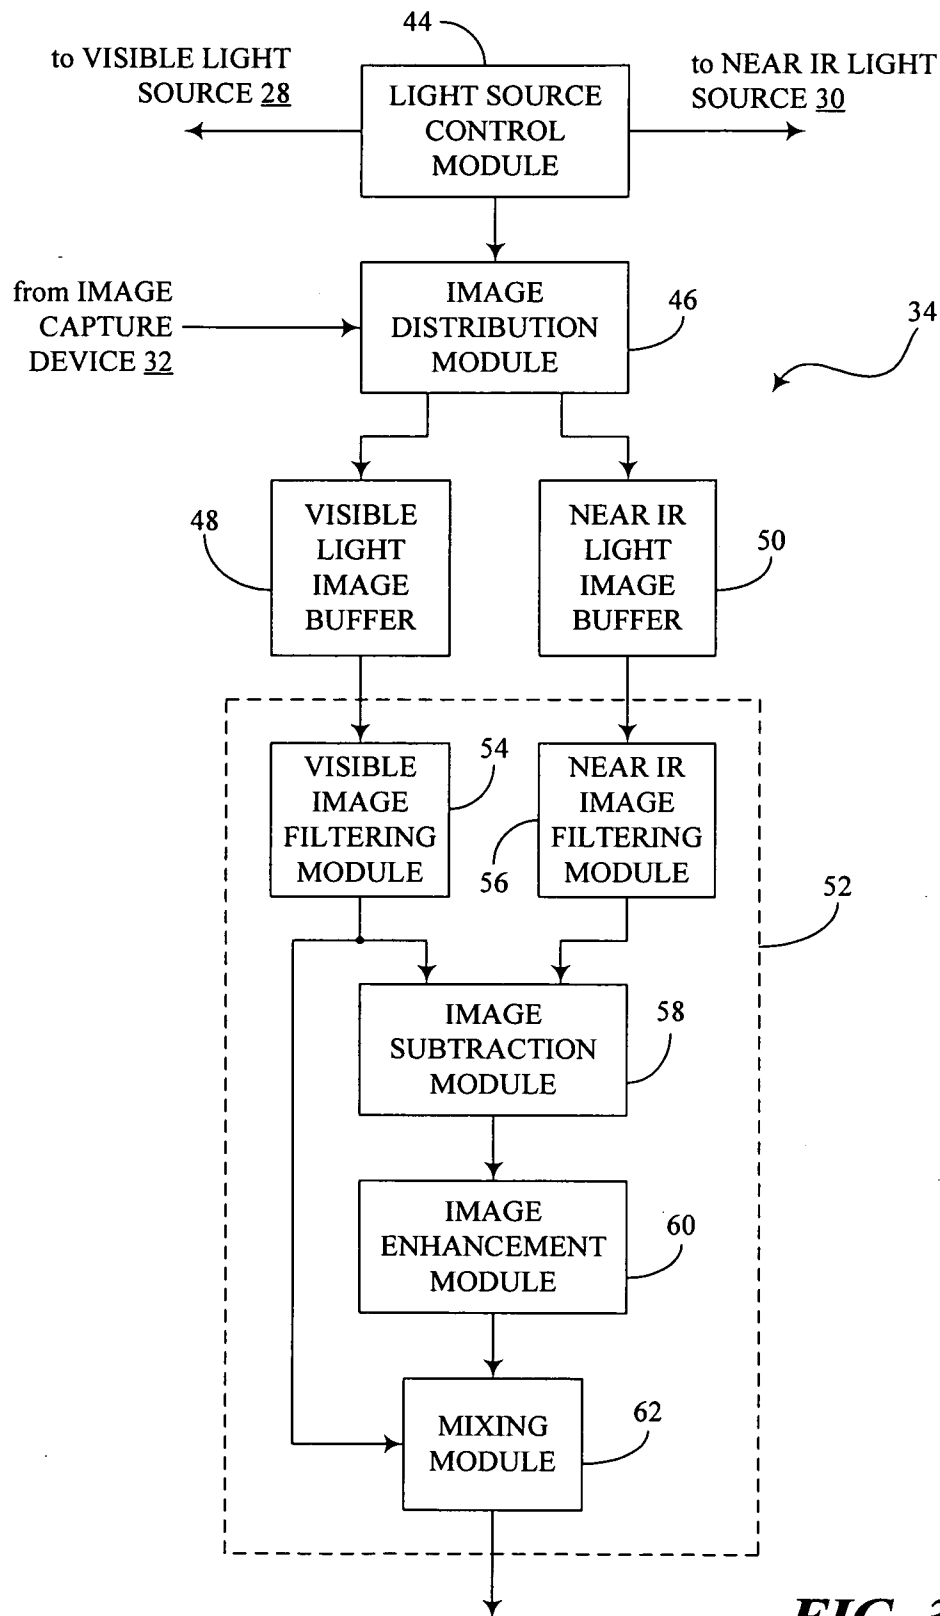 44
to VISIBLE LIGHT
SOURCE 28
LIGHT SOURCE
CONTROL
MODULE
to NEAR IR LIGHT
SOURCE 30
from IMAGE
CAPTURE
DEVICE 32
IMAGE
DISTRIBUTION
MODULE
46
34
48
VISIBLE
LIGHT
IMAGE
BUFFER
NEAR IR
LIGHT
IMAGE
BUFFER
50
VISIBLE
IMAGE
FILTERING
MODULE
54
56
NEAR IR
IMAGE
FILTERING
MODULE
52
IMAGE
SUBTRACTION
MODULE
58
IMAGE
ENHANCEMENT
MODULE
60
MIXING
MODULE
62
FIG.